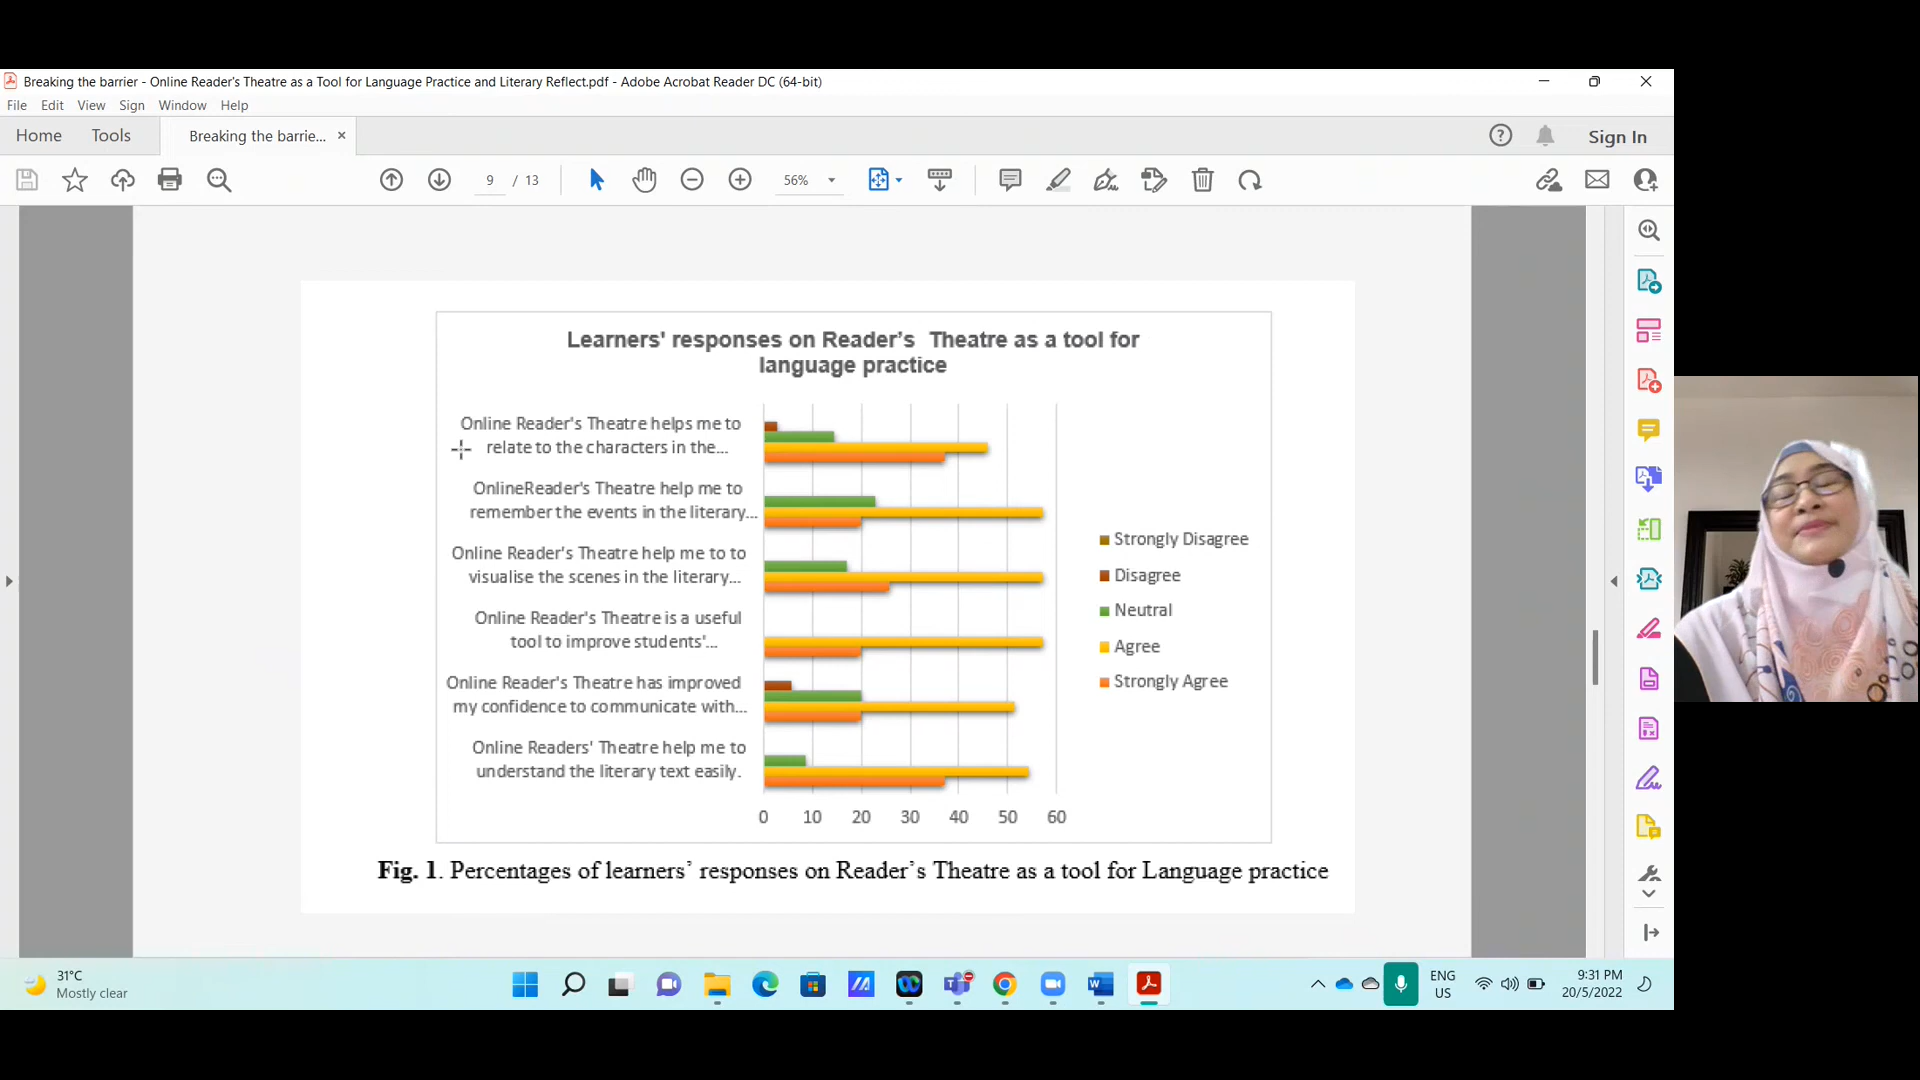 Breaking the barrier - Online Reader's Theatre as a Tool for Language Practice and Literary Reflect.pdf - Adobe Acrobat Reader DC (64-bit)
File Edit View Sign Window Help
Home Tools Breaking the barrie... Sign In
9 / 13 56%
Learners' responses on Reader's Theatre as a tool for
language practice
Online Reader's Theatre helps me to
relate to the characters in the...
OnlineReader's Theatre help me to
remember the events in the literary...
Online Reader's Theatre help me to to
visualise the scenes in the literary...
Online Reader's Theatre is a useful
tool to improve students'...
Online Reader's Theatre has improved
my confidence to communicate with...
Online Readers' Theatre help me to
understand the literary text easily.
0 10 20 30 40 50 60
Strongly Disagree
Disagree
Neutral
Agree
Strongly Agree
Fig. 1. Percentages of learners' responses on Reader's Theatre as a tool for Language practice
31°C
Mostly clear
ENG
US
9:31 PM
20/5/2022